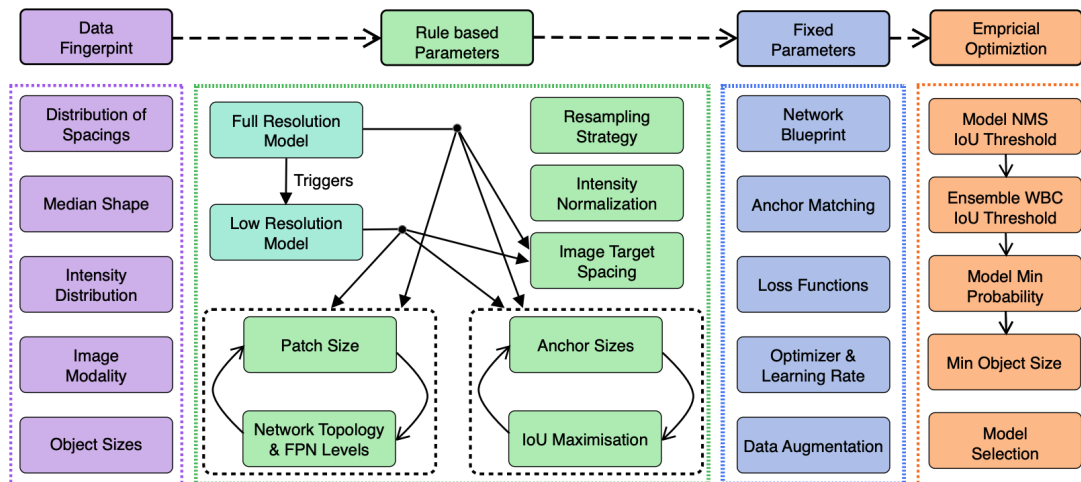 Data
Fingerpint
Rule based
Parameters
Fixed
Parameters
Empricial
Optimiztion
Distribution of
Spacings
Median Shape
Intensity
Distribution
Image
Modality
Object Sizes
Full Resolution
Model
Triggers
Low Resolution
Model
Resampling
Strategy
Intensity
Normalization
Image Target
Spacing
Patch Size
Network Topology
& FPN Levels
Anchor Sizes
IoU Maximisation
Network
Blueprint
Anchor Matching
Loss Functions
Optimizer &
Learning Rate
Data Augmentation
Model NMS
IoU Threshold
Ensemble WBC
IoU Threshold
Model Min
Probability
Min Object Size
Model
Selection